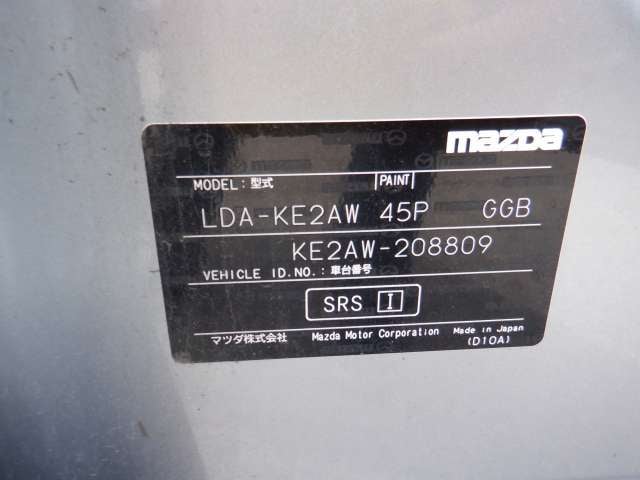 mazda
MODEL: 型式 PAINT
LDA-KE2AW 45P GGB
KE2AW-208809
VEHICLE ID.NO.: 車台番号
SRS I
マツダ株式会社 Mazda Motor Corporation Made in Japan
(D10A)